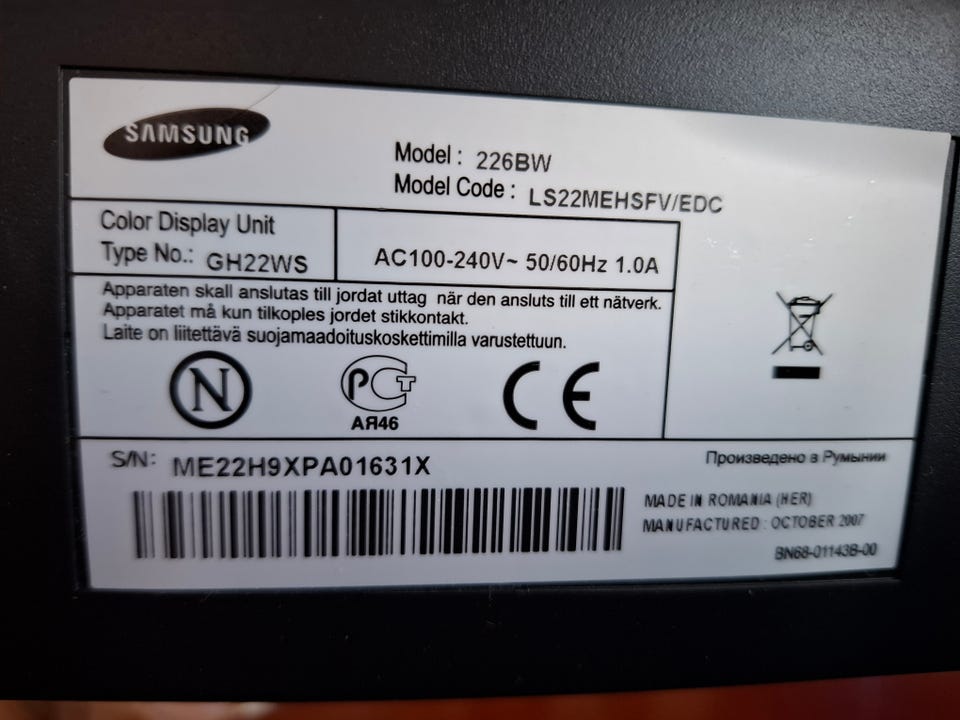 SAMSUNG
Model : 226BW
Model Code : LS22MEHSFV/EDC
Color Display Unit
Type No.: GH22WS
AC100-240V~ 50/60Hz 1.0A
Apparaten skall anslutas till jordat uttag när den ansluts till ett nätverk.
Apparatet må kun tilkoples jordet stikkontakt.
Laite on liitettävä suojamaadoituskoskettimilla varustettuun.
N
РСТ
АЯ46
CE
S/N: ME22H9XPA01631X
Произведено в Румынии
MADE IN ROMANIA (HER)
MANUFACTURED : OCTOBER 2007
BN68-01143B-00